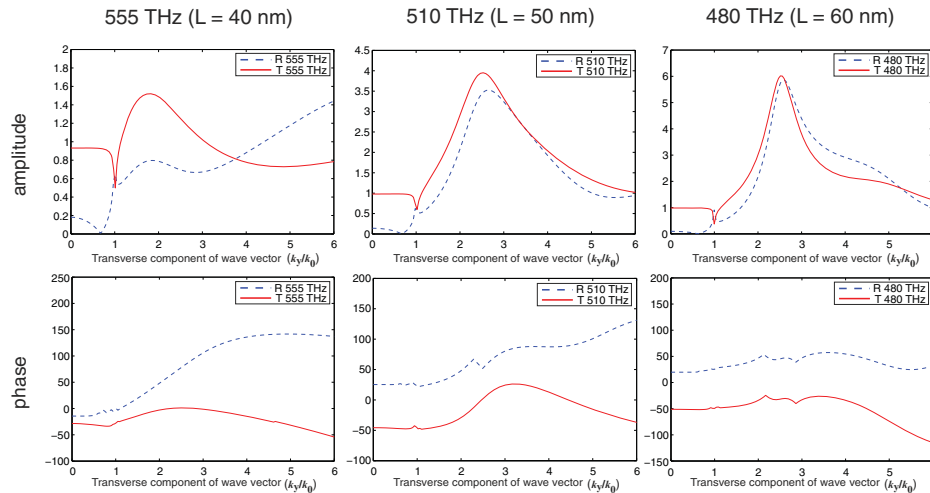 555 THz (L = 40 nm)
510 THz (L = 50 nm)
480 THz (L = 60 nm)
amplitude
2
1.8
1.6
1.4
1.2
1
0.8
0.6
0.4
0.2
0
R 555 THz
T 555 THz
0 1 2 3 4 5 6
Transverse component of wave vector (ky/k0)
4.5
4
3.5
3
2.5
2
1.5
1
0.5
0
R 510 THz
T 510 THz
0 1 2 3 4 5 6
Transverse component of wave vector (ky/k0)
7
6
5
4
3
2
1
0
R 480 THz
T 480 THz
0 1 2 3 4 5 6
Transverse component of wave vector (ky/k0)
phase
250
200
150
100
50
0
−50
−100
R 555 THz
T 555 THz
0 1 2 3 4 5 6
Transverse component of wave vector (ky/k0)
200
150
100
50
0
−50
−100
R 510 THz
T 510 THz
0 1 2 3 4 5 6
Transverse component of wave vector (ky/k0)
200
150
100
50
0
−50
−100
−150
R 480 THz
T 480 THz
0 1 2 3 4 5 6
Transverse component of wave vector (ky/k0)